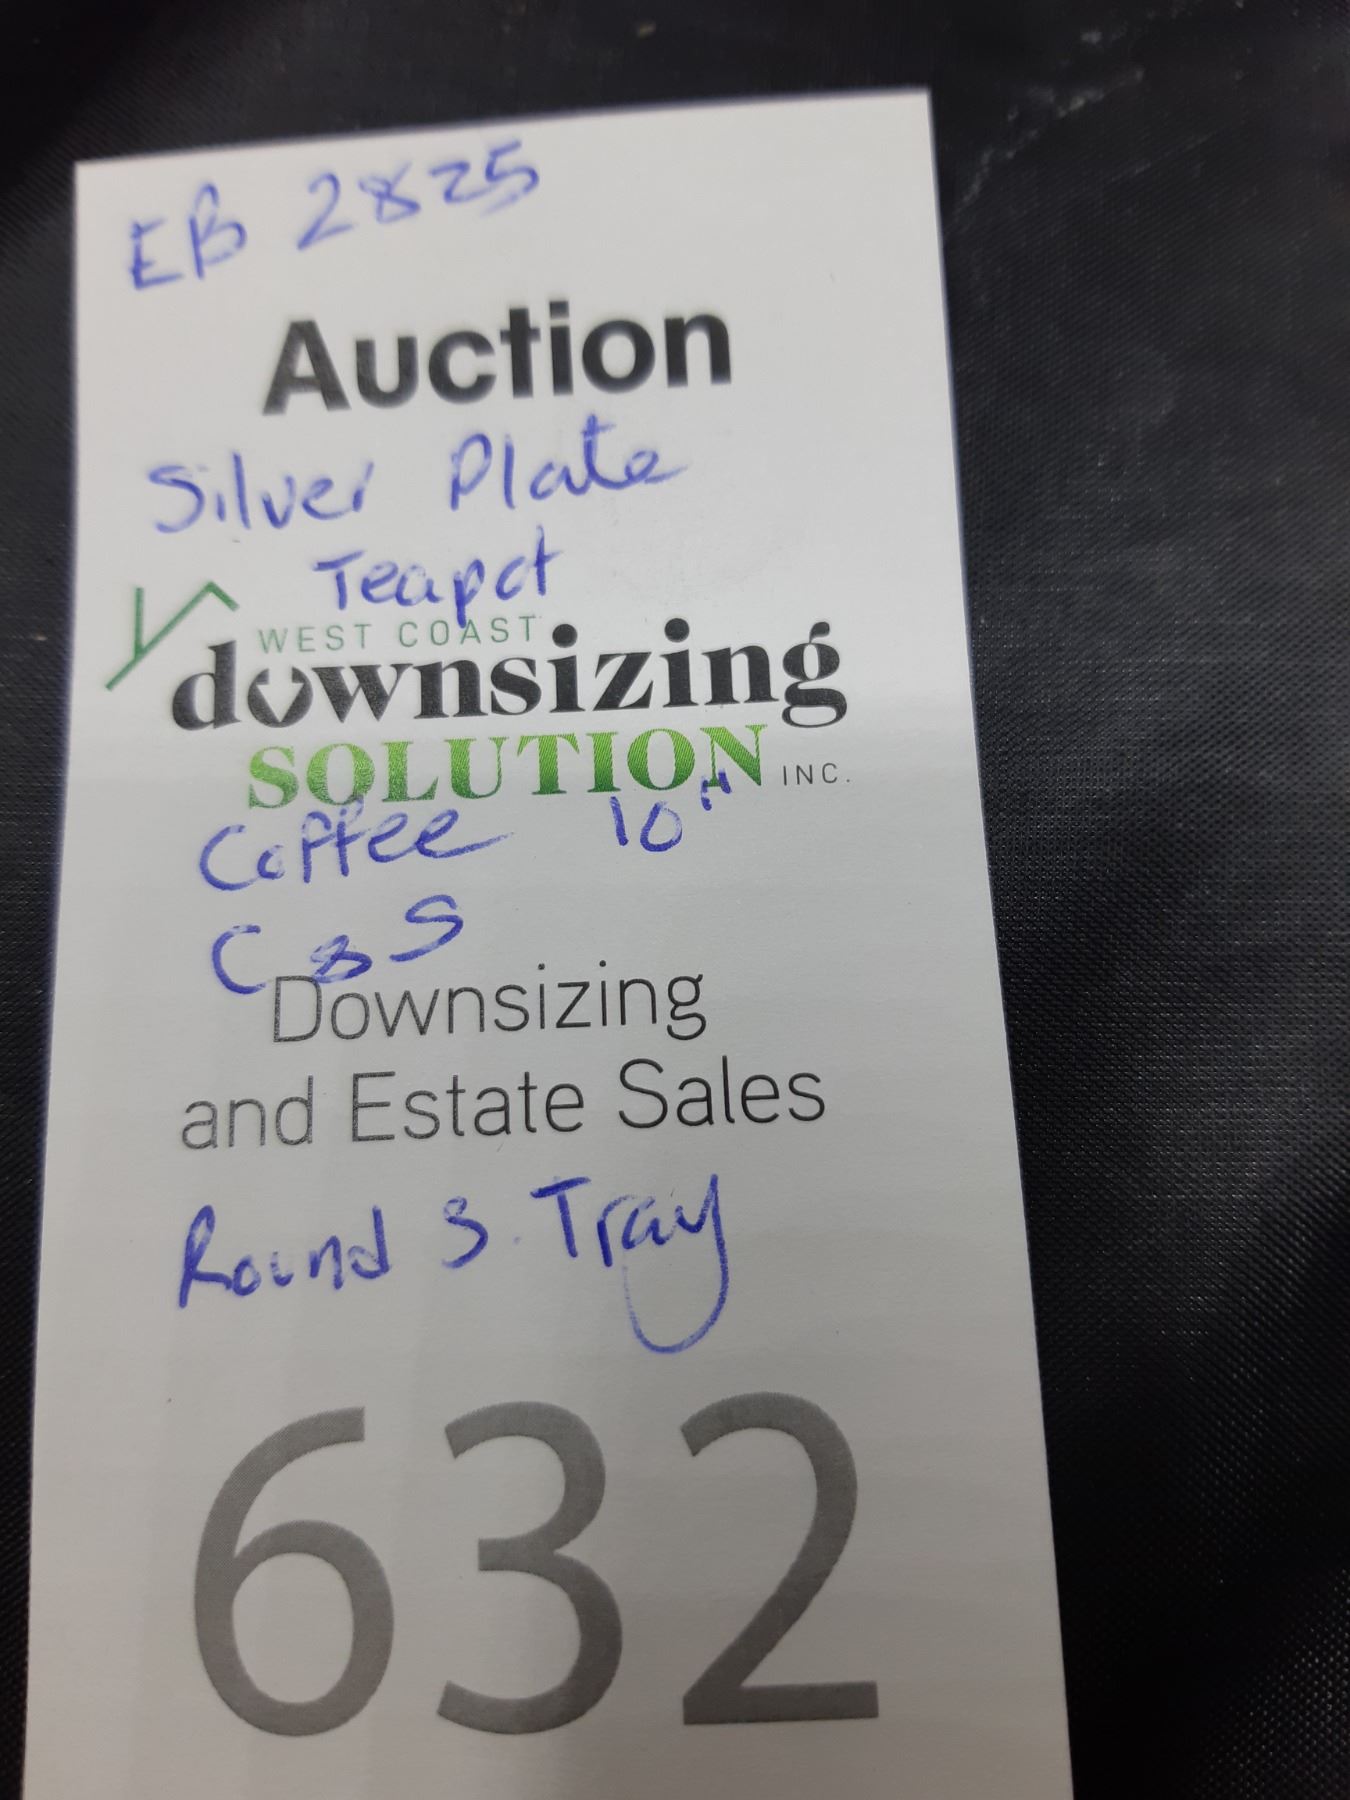 EB 2825
Auction
Silver Plate
Teapot
WEST COAST
downsizing
SOLUTION INC.
Coffee 10"
C & S
Downsizing
and Estate Sales
Round S. Tray
632